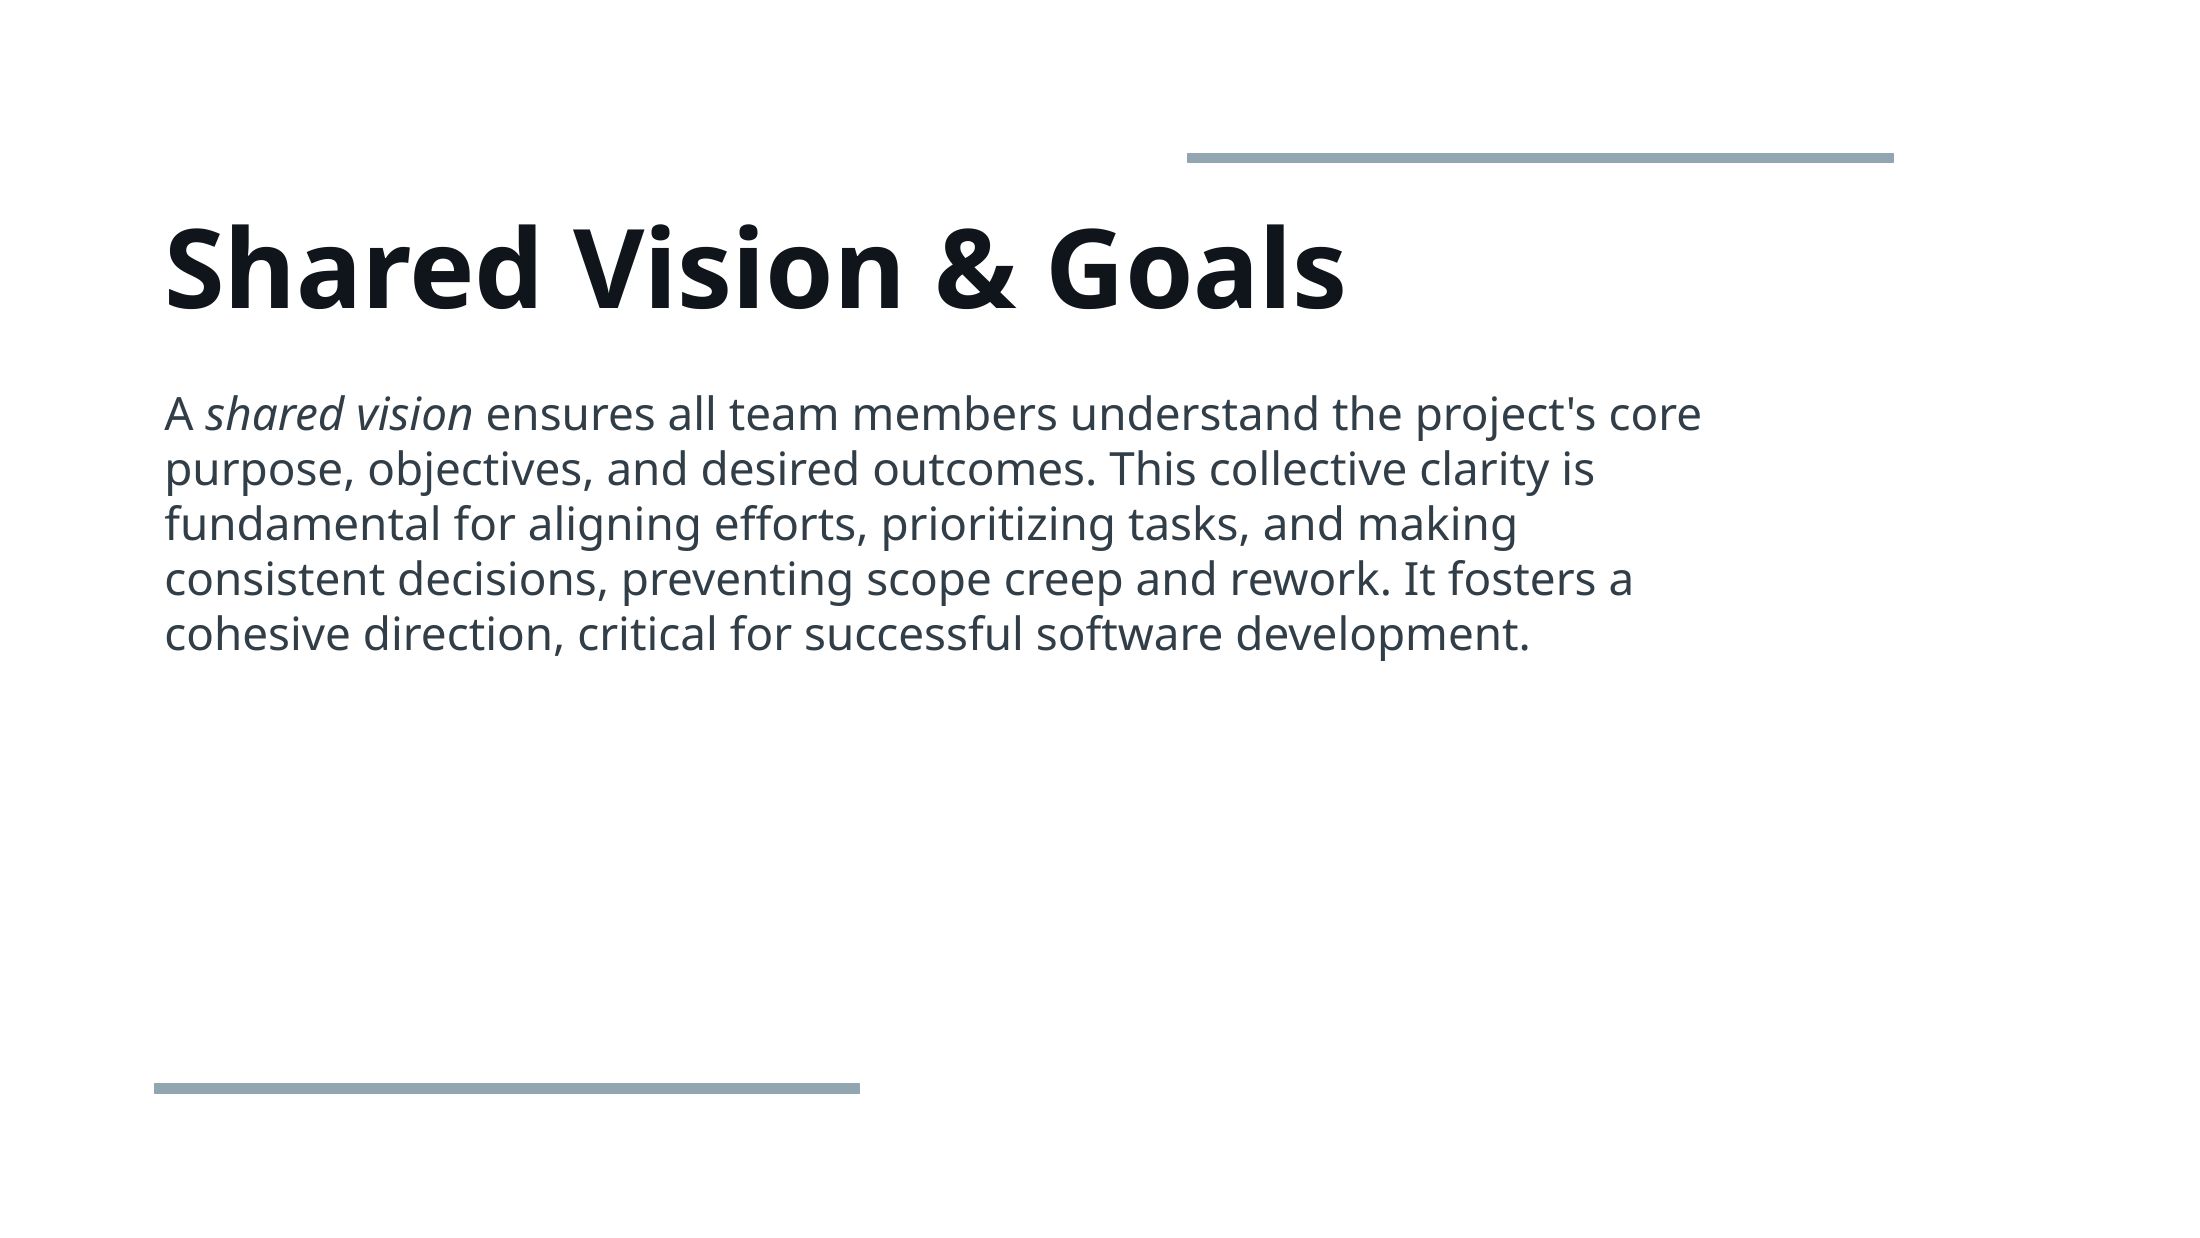 Shared Vision & Goals
A shared vision ensures all team members understand the project's core
purpose, objectives, and desired outcomes. This collective clarity is
fundamental for aligning efforts, prioritizing tasks, and making
consistent decisions, preventing scope creep and rework. It fosters a
cohesive direction, critical for successful software development.